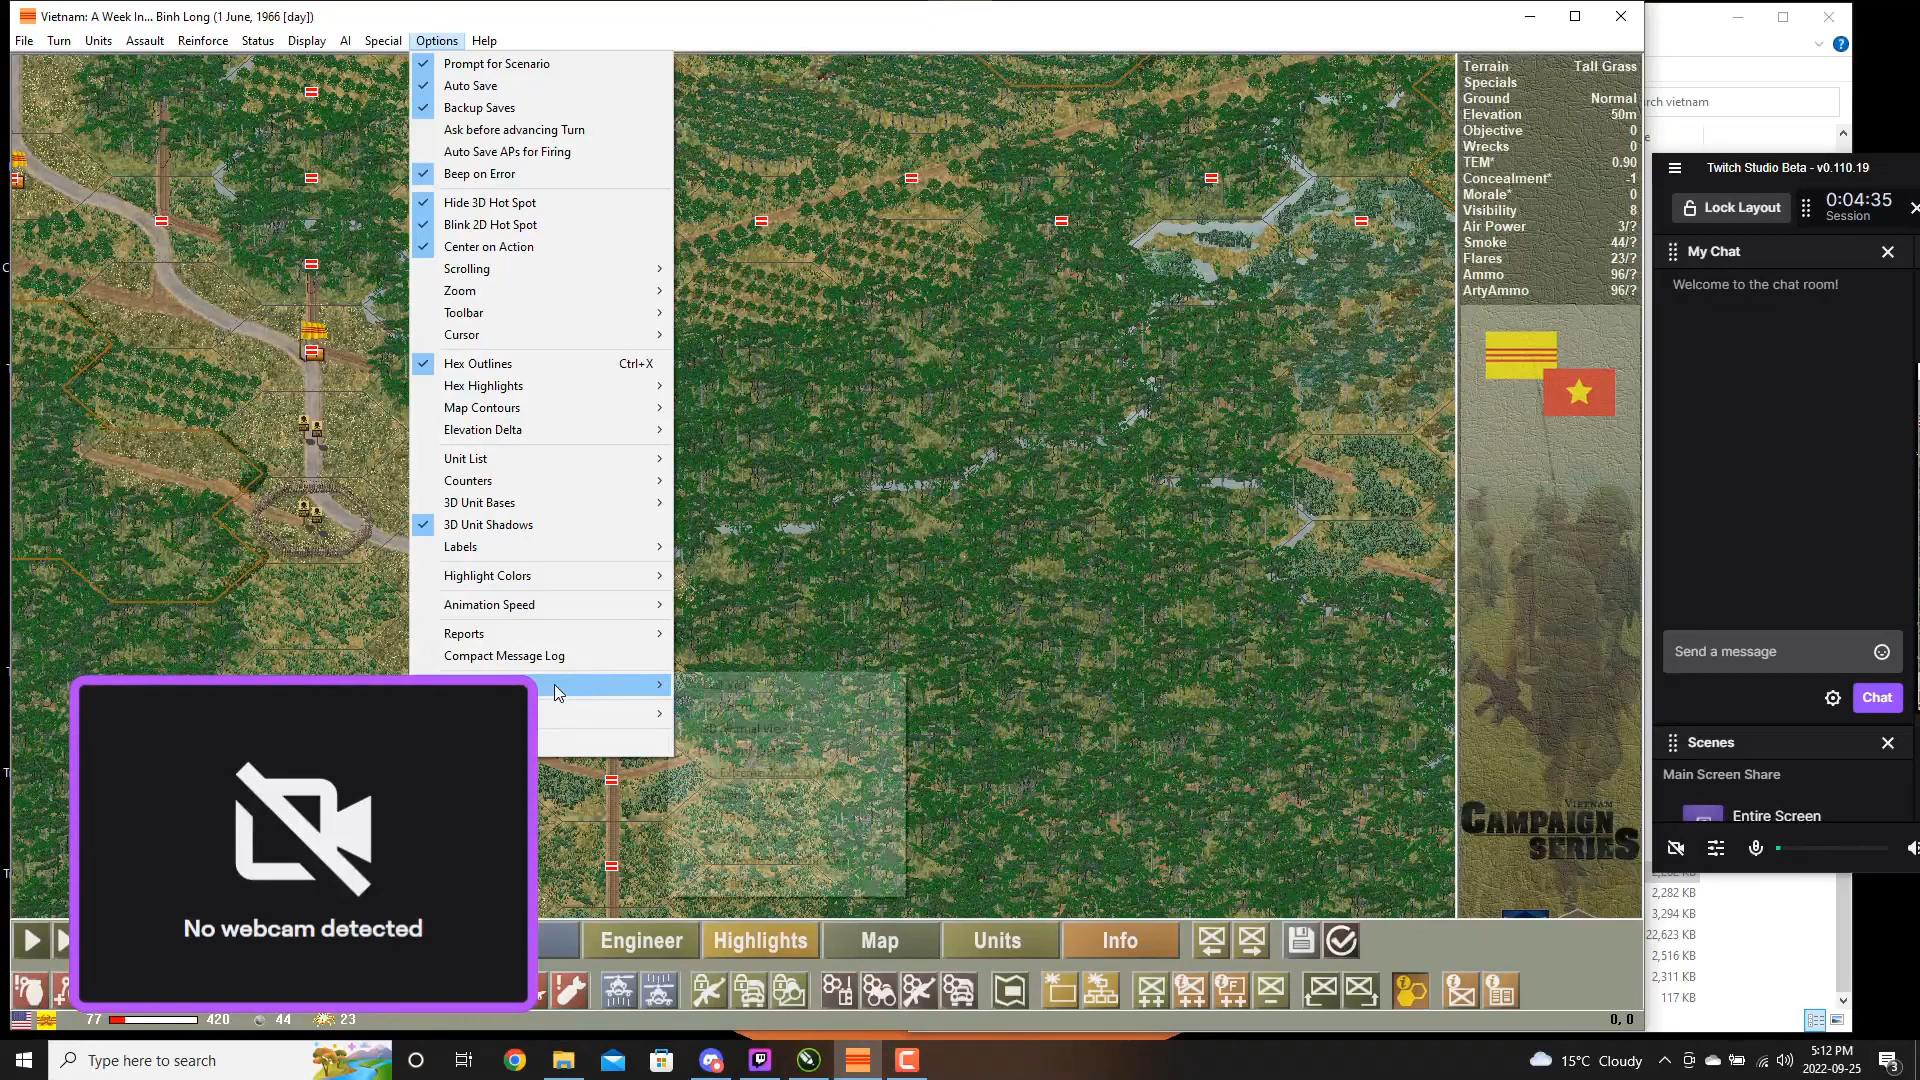 Vietnam: A Week In... Binh Long (1 June, 1966 [day])
File Turn Units Assault Reinforce Status Display AI Special Options Help
Prompt for Scenario
Auto Save
Backup Saves
Ask before advancing Turn
Auto Save APs for Firing
Beep on Error
Hide 3D Hot Spot
Blink 2D Hot Spot
Center on Action
Scrolling
Zoom
Toolbar
Cursor
Hex Outlines Ctrl+X
Hex Highlights
Map Contours
Elevation Delta
Unit List
Counters
3D Unit Bases
3D Unit Shadows
Labels
Highlight Colors
Animation Speed
Reports
Compact Message Log
Terrain Tall Grass
Specials
Ground Normal
Elevation 50m
Objective 0
Wrecks 0
TEM* 0.90
Concealment* -1
Morale* 0
Visibility 8
Air Power 3/?
Smoke 44/?
Flares 23/?
Ammo 96/?
ArtyAmmo 96/?
VIETNAM
CAMPAIGN
SERIES
rch vietnam
Twitch Studio Beta - v0.110.19
Lock Layout
0:04:35
Session
My Chat
Welcome to the chat room!
Send a message
Chat
Scenes
Main Screen Share
Entire Screen
2,282 KB
3,294 KB
22,623 KB
2,516 KB
2,311 KB
117 KB
No webcam detected
Engineer Highlights Map Units Info
77 420 44 23
0, 0
Type here to search
15°C Cloudy
5:12 PM
2022-09-25
3